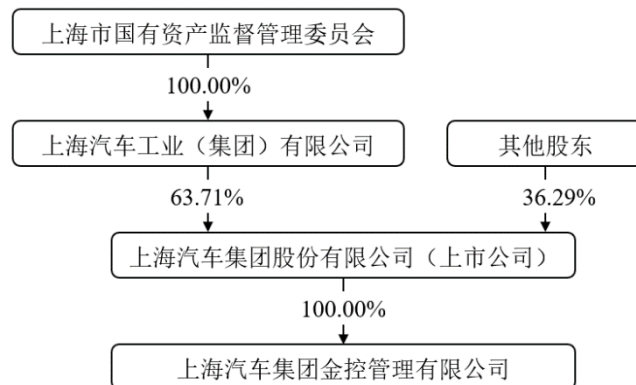 上海市国有资产监督管理委员会
100.00%
上海汽车工业（集团）有限公司
其他股东
63.71%
36.29%
上海汽车集团股份有限公司（上市公司）
100.00%
上海汽车集团金控管理有限公司